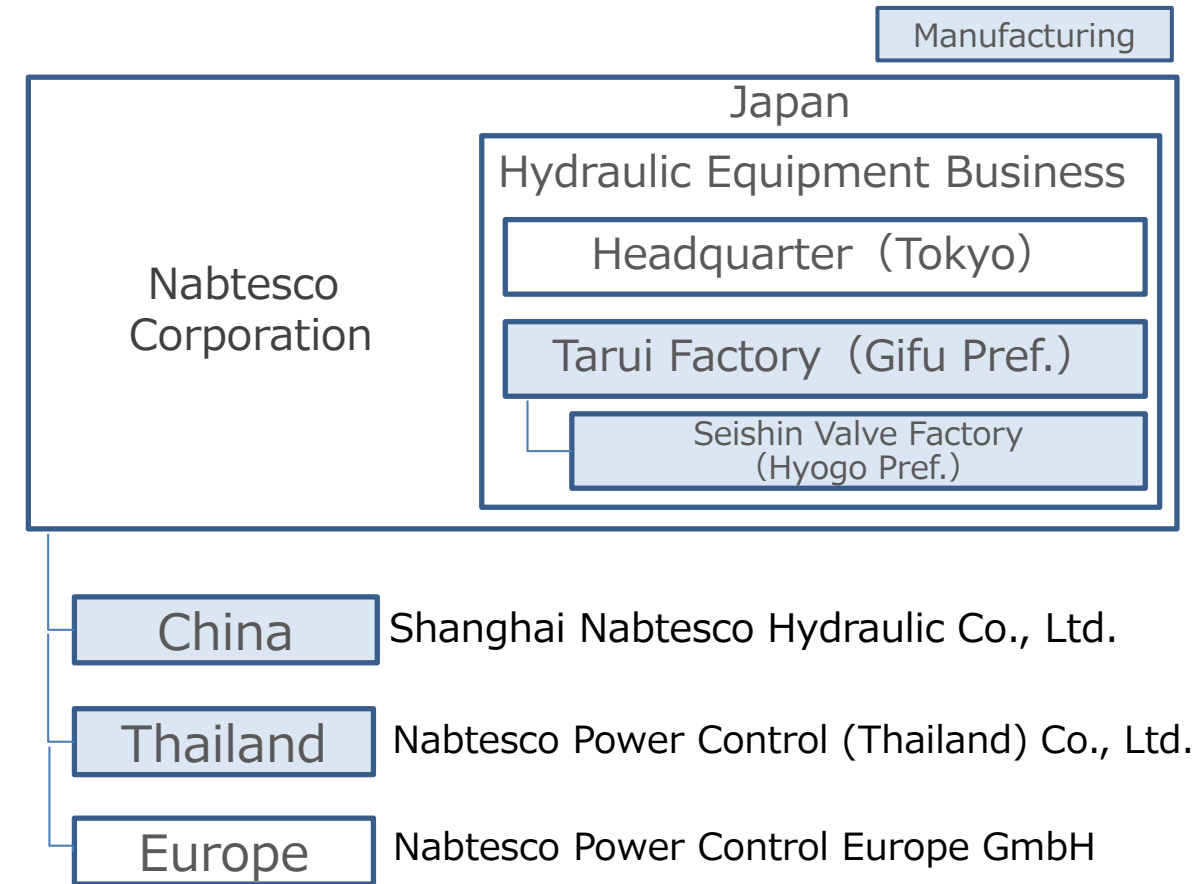 Manufacturing
Japan
Hydraulic Equipment Business
Headquarter（Tokyo）
Nabtesco
Corporation
Tarui Factory（Gifu Pref.）
Seishin Valve Factory
（Hyogo Pref.）
China
Shanghai Nabtesco Hydraulic Co., Ltd.
Thailand
Nabtesco Power Control (Thailand) Co., Ltd.
Europe
Nabtesco Power Control Europe GmbH